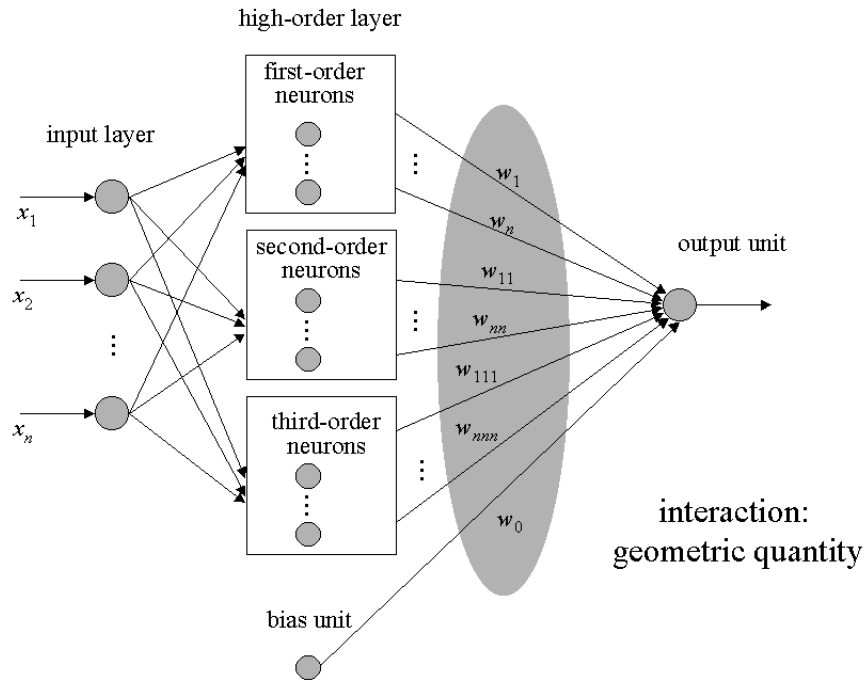 high-order layer
first-order
neurons
input layer
x1
x2
xn
second-order
neurons
third-order
neurons
w1
wn
w11
wnn
w111
wnnn
w0
output unit
interaction:
geometric quantity
bias unit